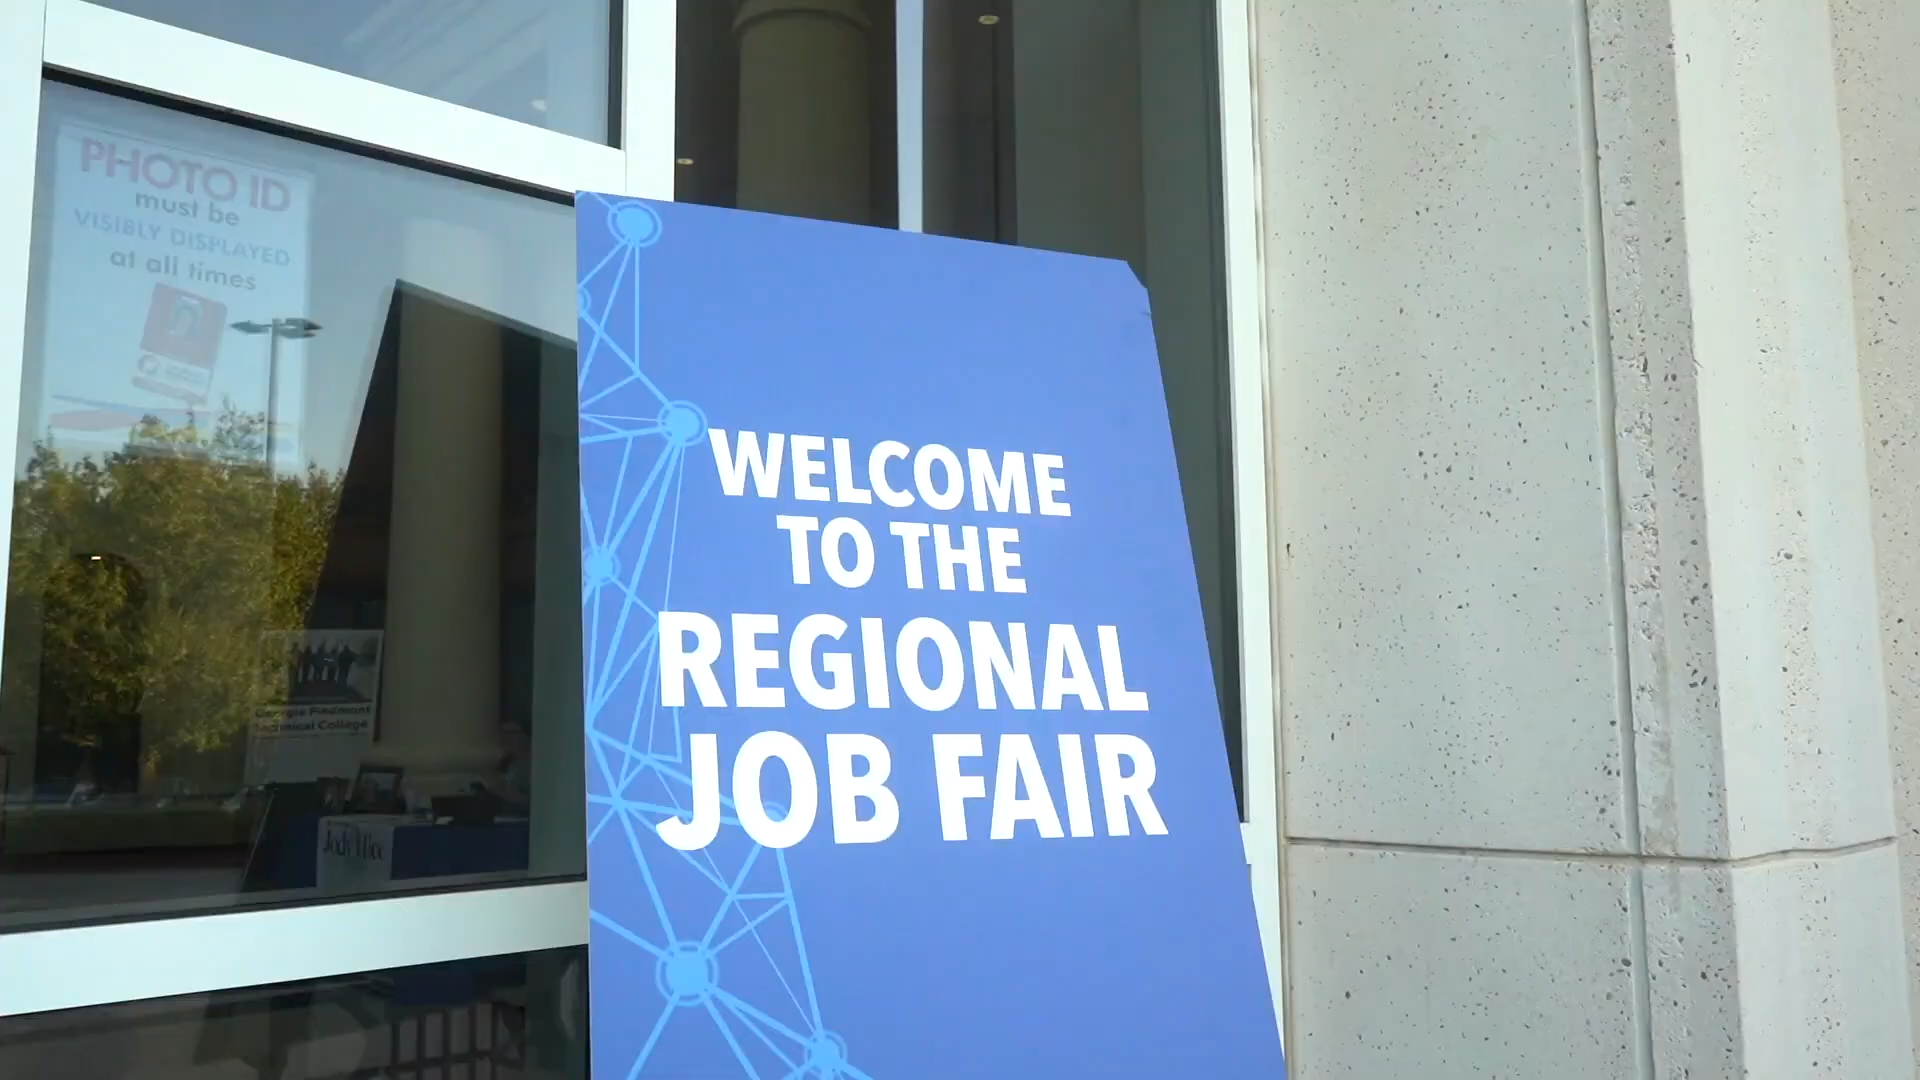 PHOTO ID
must be
VISIBLY DISPLAYED
at all times
WELCOME
TO THE
REGIONAL
JOB FAIR
Georgia Piedmont
Technical College